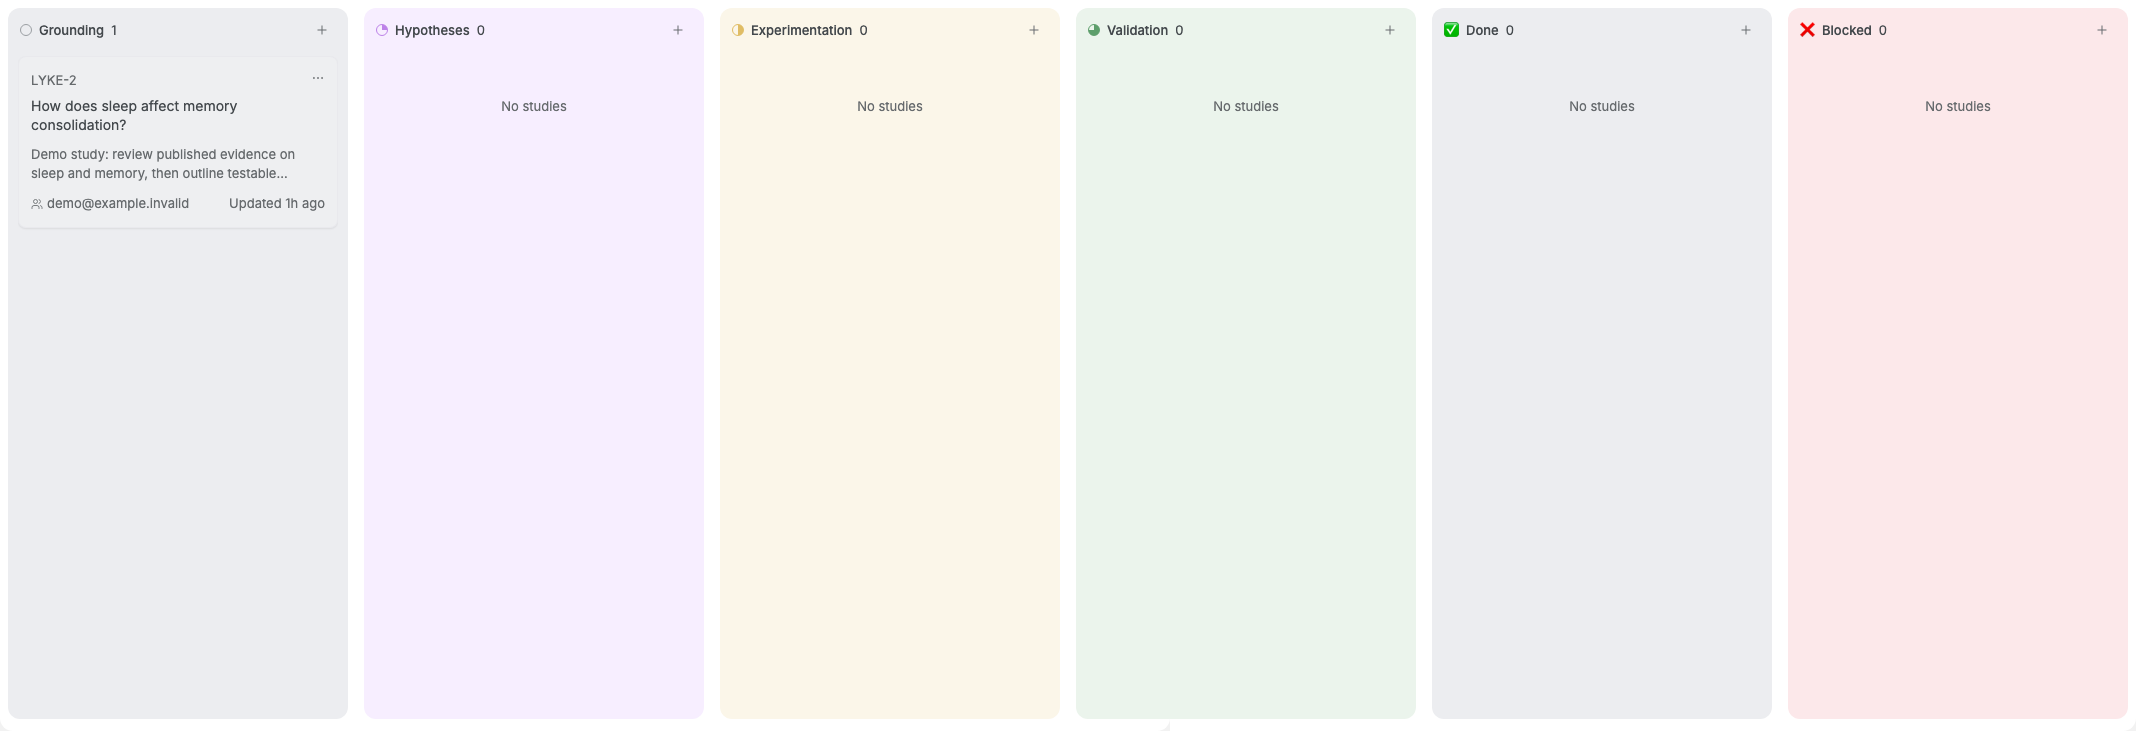 Grounding 1
LYKE-2
How does sleep affect memory
consolidation?
Demo study: review published evidence on
sleep and memory, then outline testable...
demo@example.invalid
Updated 1h ago
Hypotheses 0
No studies
Experimentation 0
No studies
Validation 0
No studies
Done 0
No studies
Blocked 0
No studies